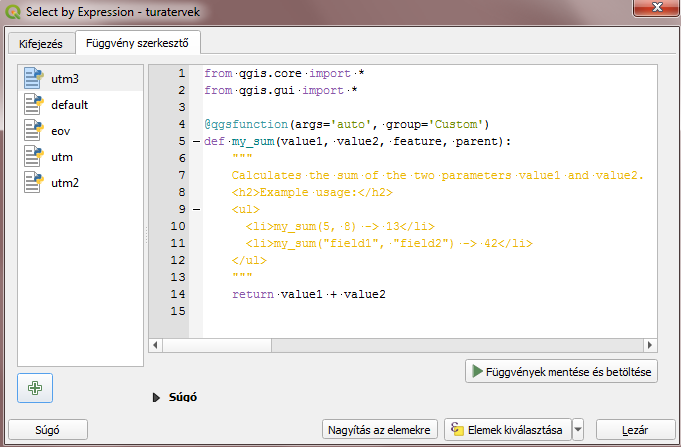 Select by Expression - turatervek
Kifejezés
Függvény szerkesztő
utm3
default
eov
utm
utm2
1 from qgis.core import *
2 from qgis.gui import *
3
4 @qgsfunction(args='auto', group='Custom')
5 def my_sum(value1, value2, feature, parent):
6 """
7 Calculates the sum of the two parameters value1 and value2.
8 <h2>Example usage:</h2>
9 <ul>
10 <li>my_sum(5, 8) -> 13</li>
11 <li>my_sum("field1", "field2") -> 42</li>
12 </ul>
13 """
14 return value1 + value2
15
Függvények mentése és betöltése
Súgó
Súgó
Nagyítás az elemekre
Elemek kiválasztása
Lezár